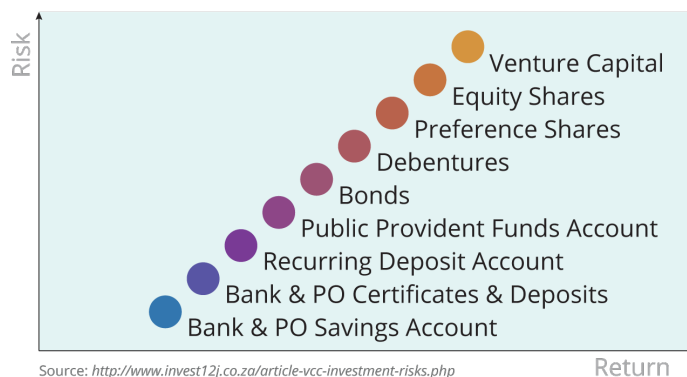 Risk
Venture Capital
Equity Shares
Preference Shares
Debentures
Bonds
Public Provident Funds Account
Recurring Deposit Account
Bank & PO Certificates & Deposits
Bank & PO Savings Account
Return
Source: http://www.invest12j.co.za/article-vcc-investment-risks.php